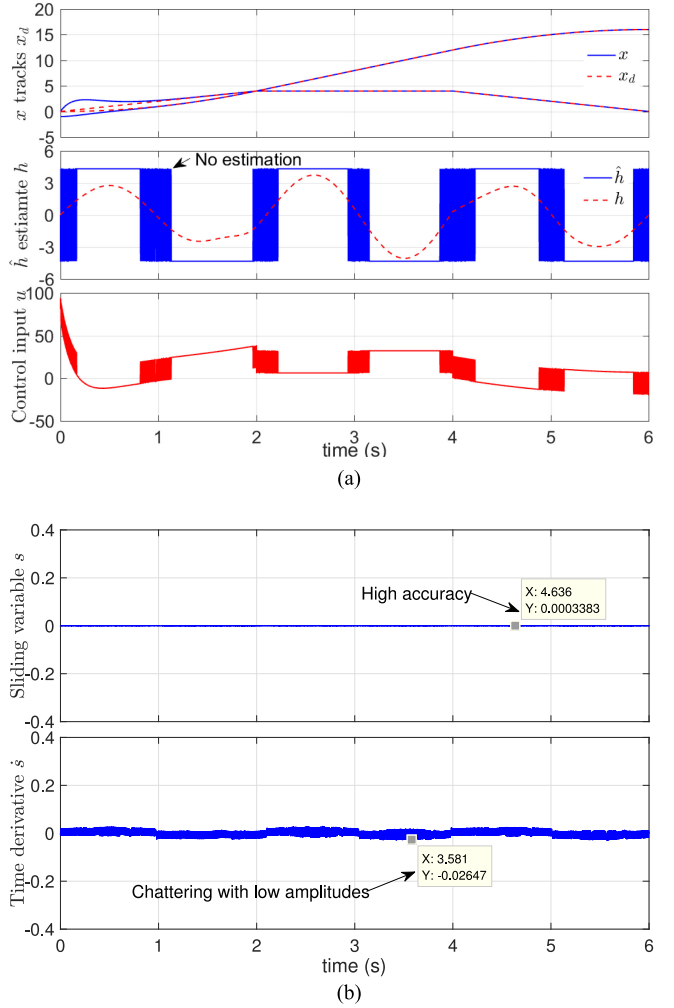 x tracks x_d
20
15
10
5
0
-5
x
x_d
ĥ estiamte h
6
3
0
-3
-6
No estimation
ĥ
h
Control input u
100
50
0
-50
0 1 2 3 4 5 6
time (s)
(a)
Sliding variable s
0.4
0.2
0
-0.2
-0.4
High accuracy
X: 4.636
Y: 0.0003383
Time derivative ṡ
0.4
0.2
0
-0.2
-0.4
X: 3.581
Y: -0.02647
Chattering with low amplitudes
0 1 2 3 4 5 6
time (s)
(b)